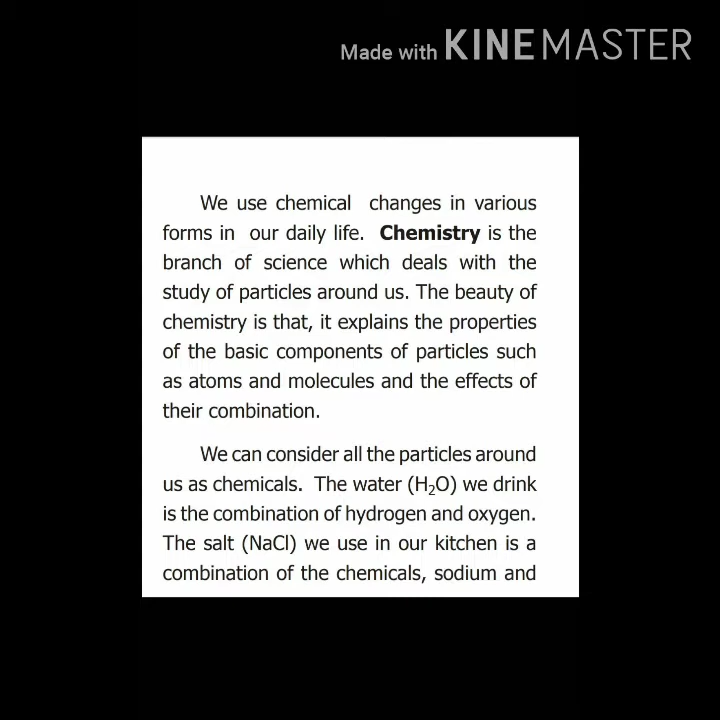 Made with KINEMASTER
We use chemical changes in various
forms in our daily life. Chemistry is the
branch of science which deals with the
study of particles around us. The beauty of
chemistry is that, it explains the properties
of the basic components of particles such
as atoms and molecules and the effects of
their combination.
We can consider all the particles around
us as chemicals. The water (H₂O) we drink
is the combination of hydrogen and oxygen.
The salt (NaCl) we use in our kitchen is a
combination of the chemicals, sodium and